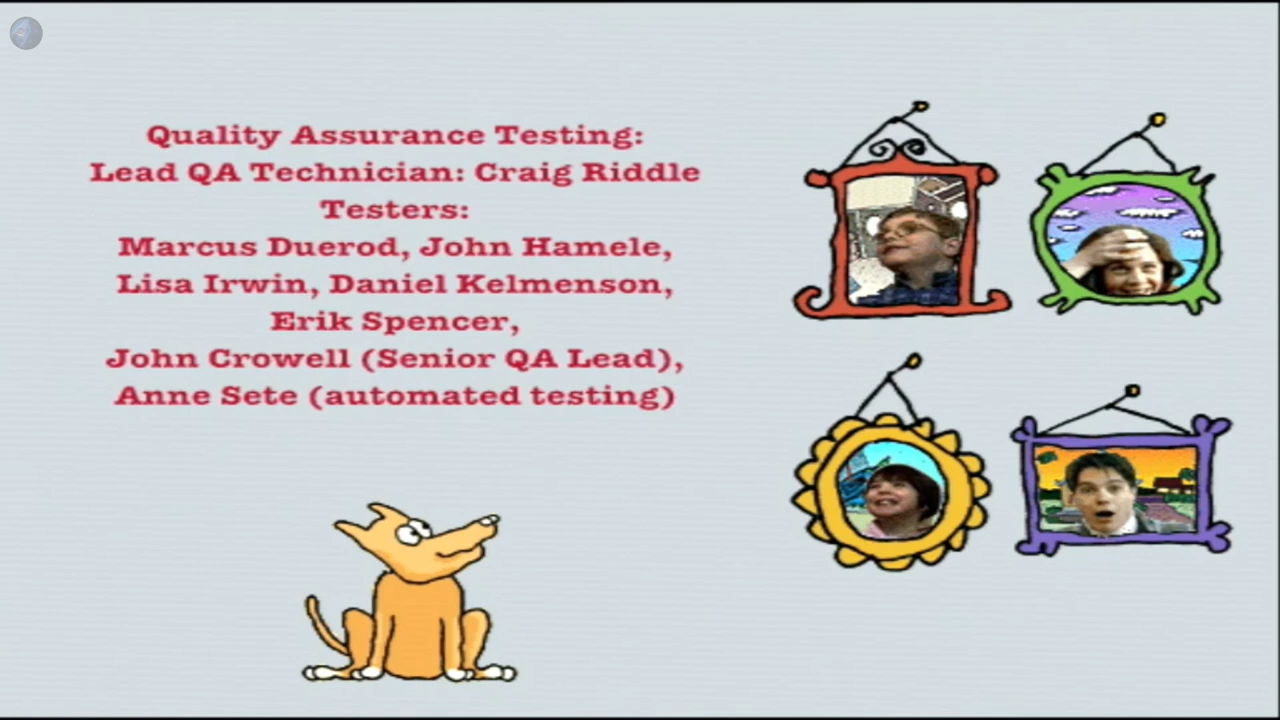 Quality Assurance Testing:
Lead QA Technician: Craig Riddle
Testers:
Marcus Duerod, John Hamele,
Lisa Irwin, Daniel Kelmenson,
Erik Spencer,
John Crowell (Senior QA Lead),
Anne Sete (automated testing)